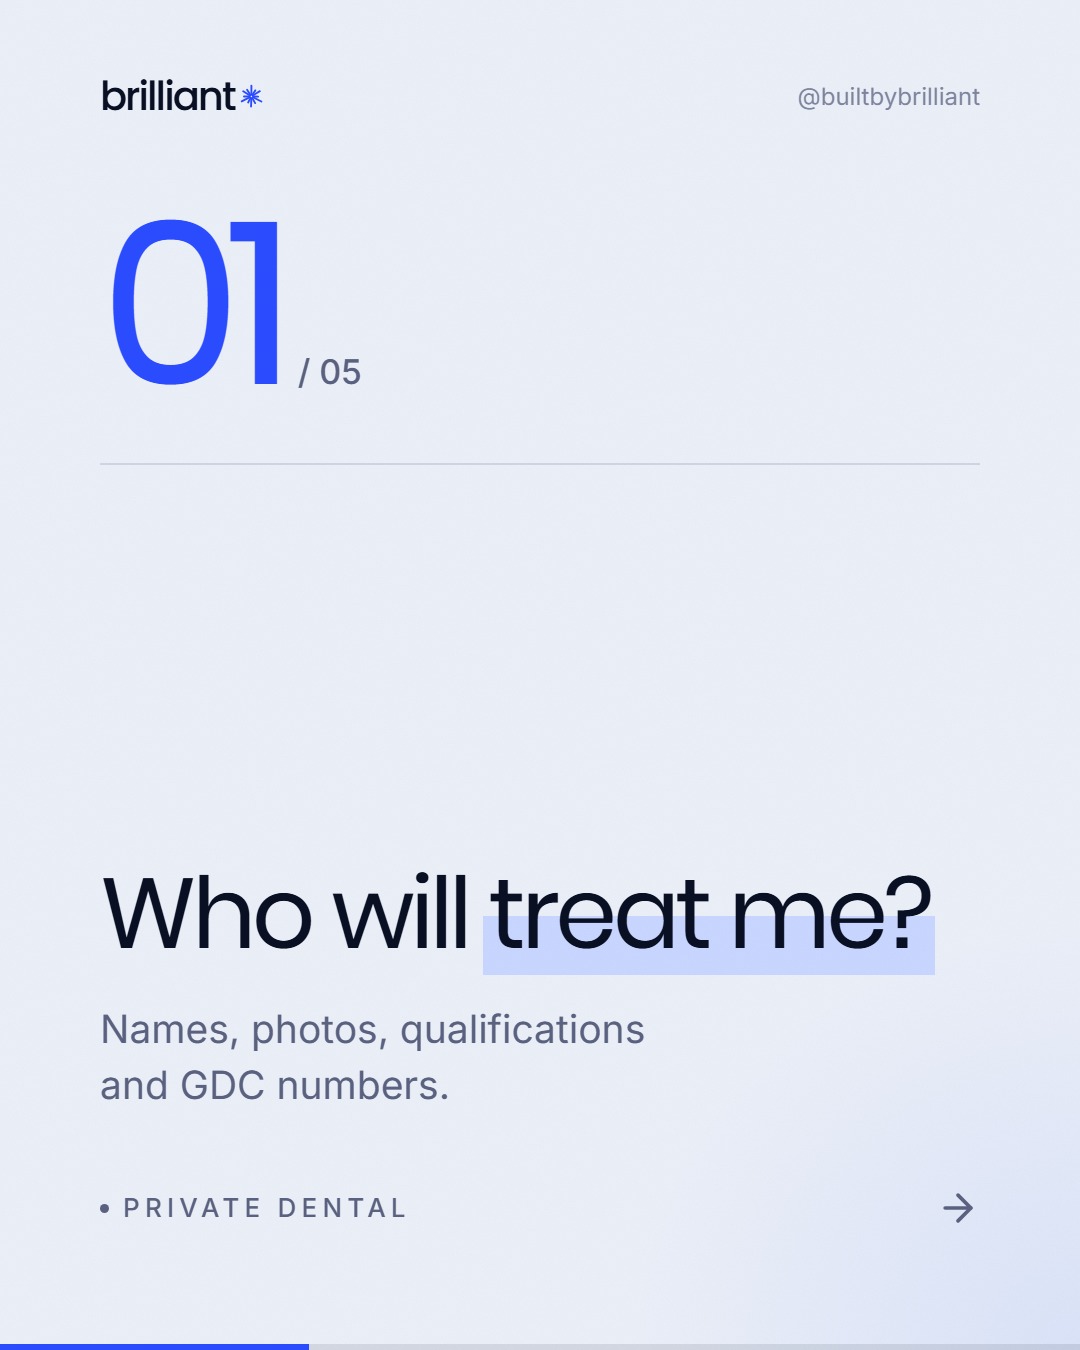 brilliant
@builtbybrilliant
01 / 05
Who will treat me?
Names, photos, qualifications
and GDC numbers.
• PRIVATE DENTAL